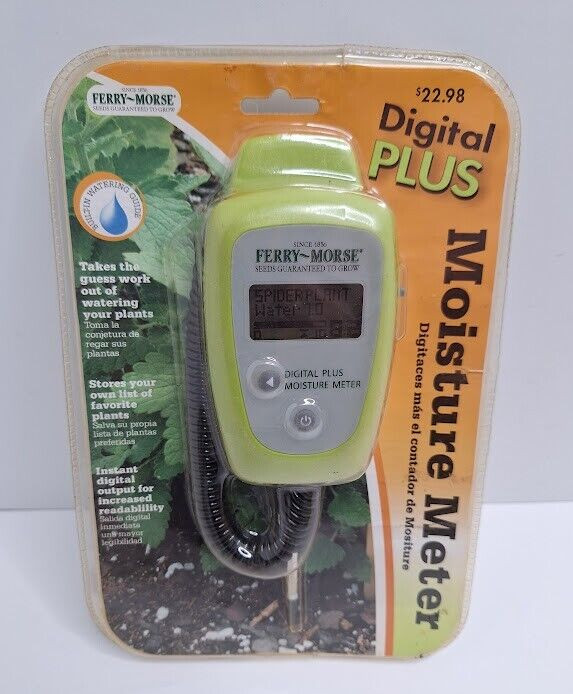 SINCE 1856
FERRY~MORSE®
SEEDS GUARANTEED TO GROW
$22.98
Digital
PLUS
Moisture Meter
Digitaces más el contador de Mositure
BUILT-IN WATERING GUIDE
Takes the
guess work
out of
watering
your plants
Toma la
conjetura de
regar sus
plantas
Stores your
own list of
favorite
plants
Salva su propia
lista de plantas
preferidas
Instant
digital
output for
increased
readablility
Salida digital
inmediata
una mayor
legibilidad
SINCE 1856
FERRY~MORSE®
SEEDS GUARANTEED TO GROW
SPIDERPLANT
Water
DIGITAL PLUS
MOISTURE METER